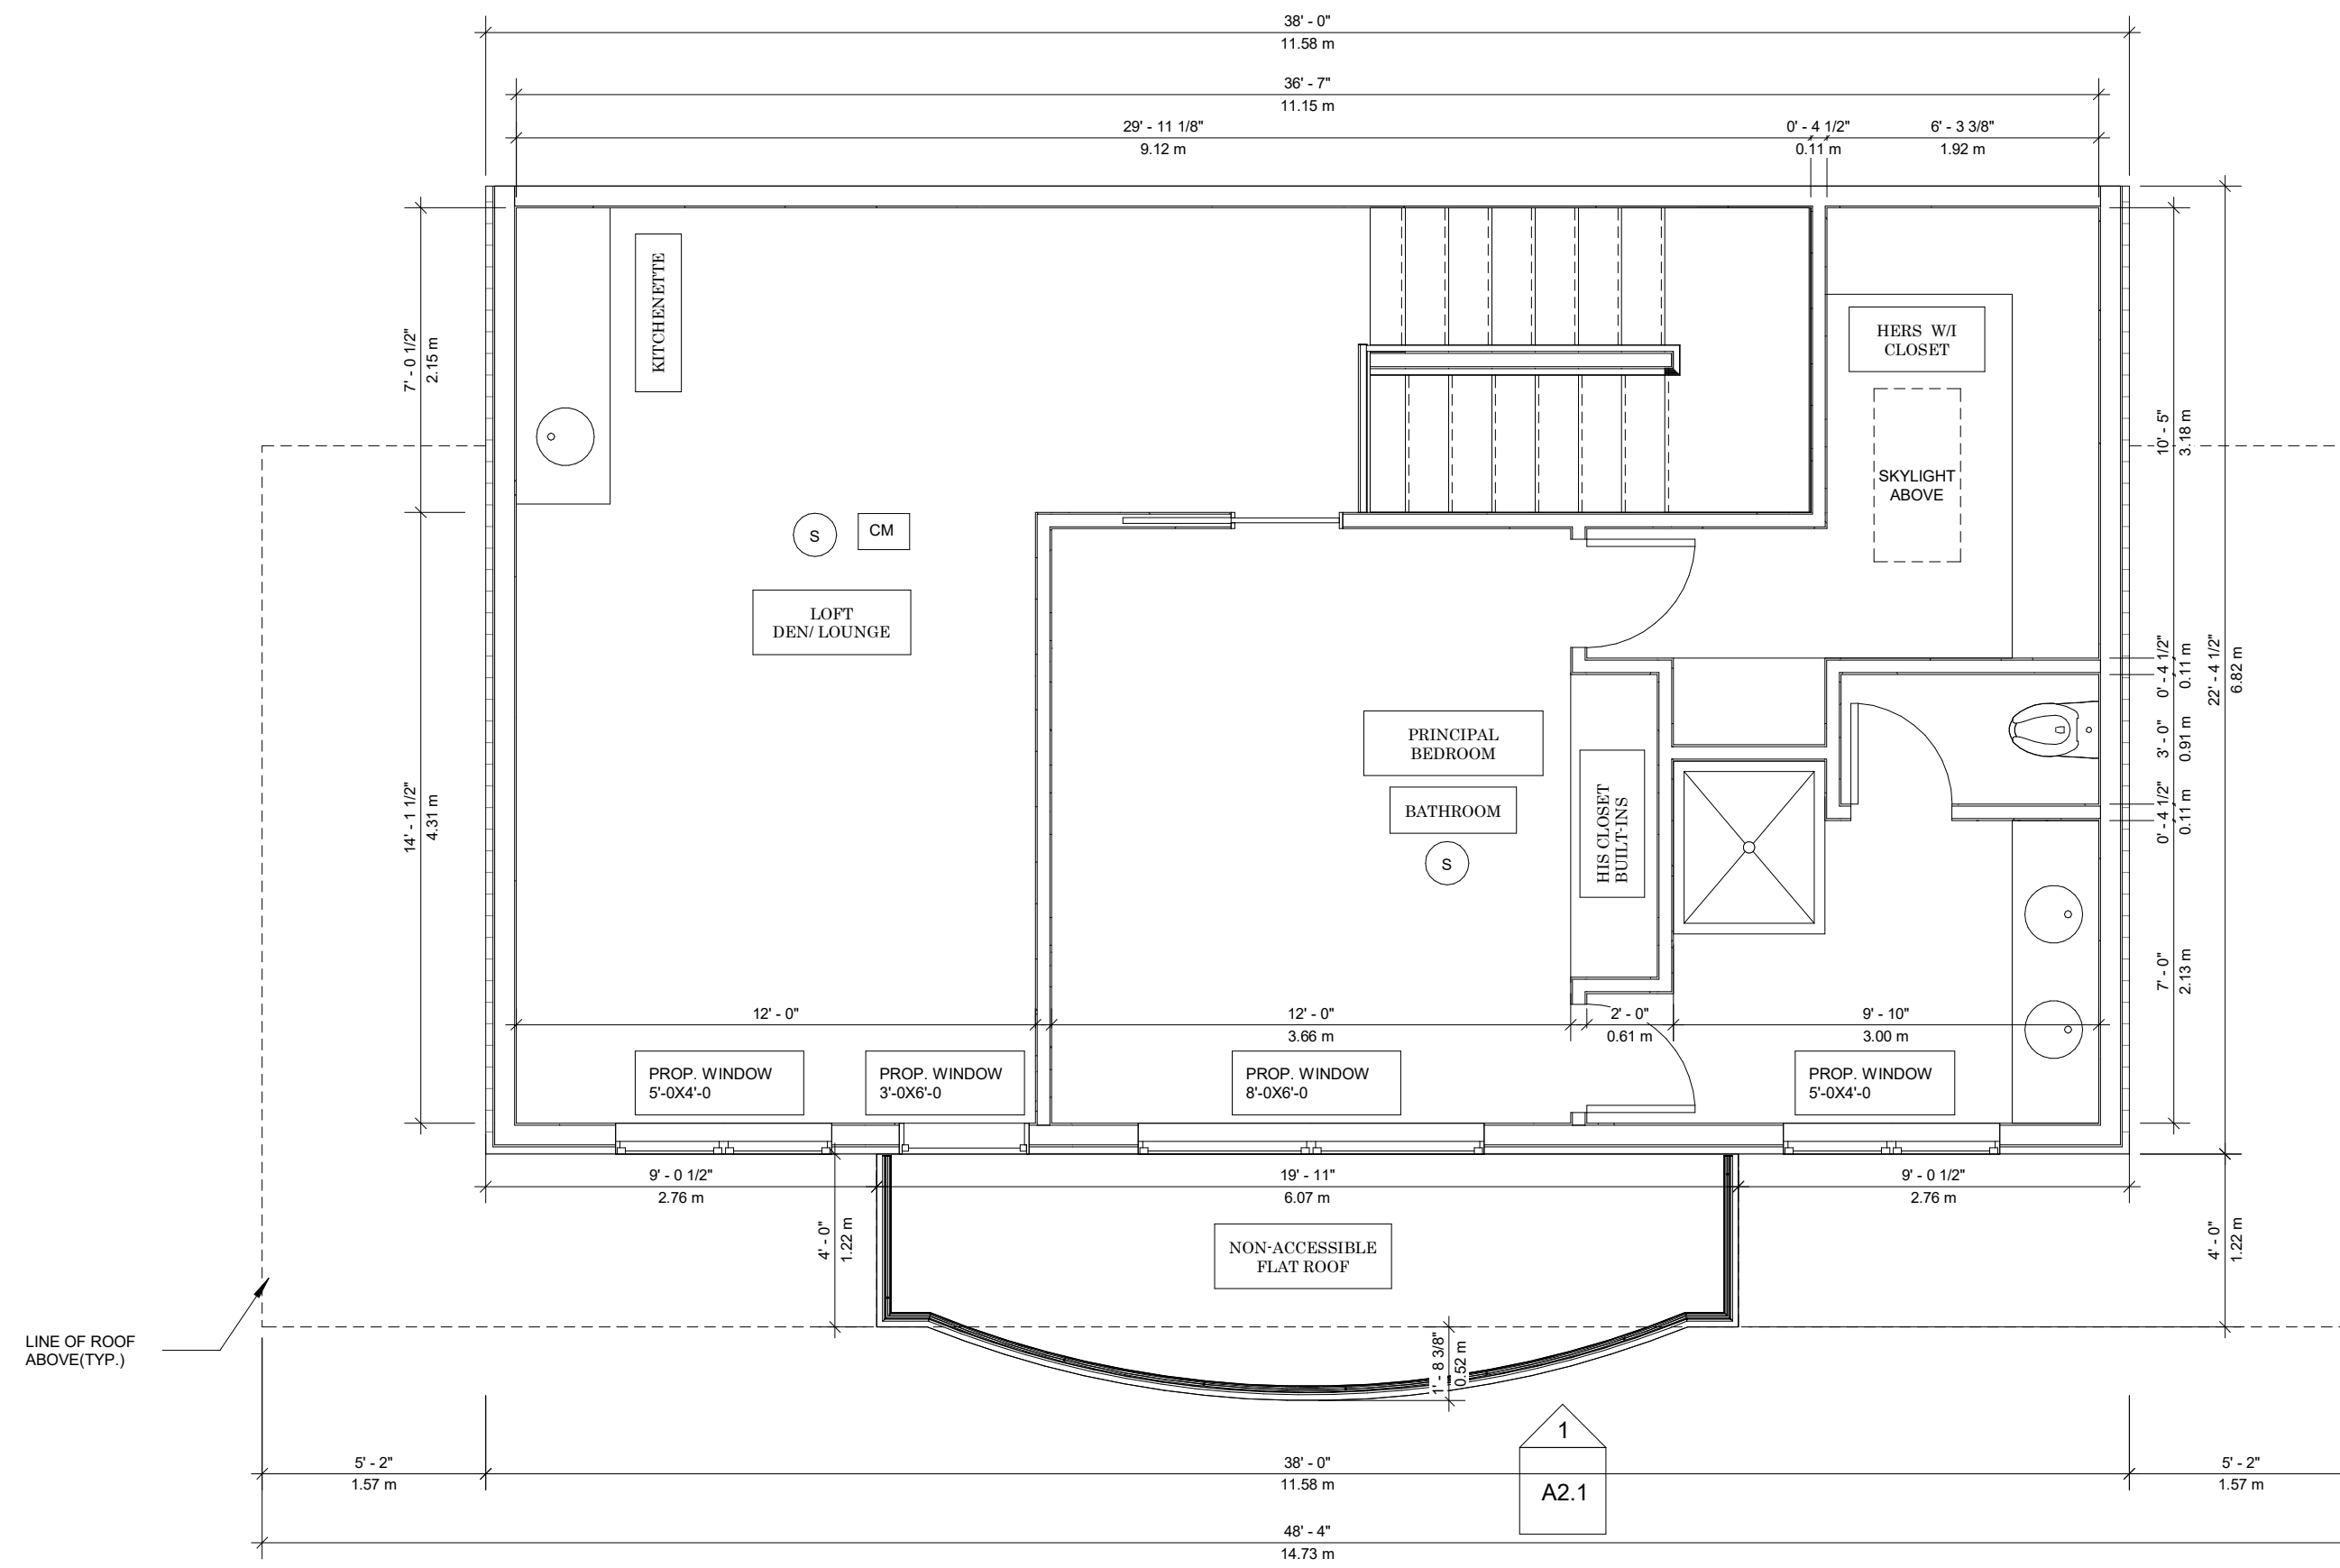 38' - 0"
11.58 m
36' - 7"
11.15 m
29' - 11 1/8"
9.12 m
0' - 4 1/2"
0.11 m
6' - 3 3/8"
1.92 m
KITCHENETTE
7' - 0 1/2"
2.15 m
HERS W/I
CLOSET
SKYLIGHT
ABOVE
10' - 5"
3.18 m
S
CM
LOFT
DEN/ LOUNGE
14' - 1 1/2"
4.31 m
PRINCIPAL
BEDROOM
BATHROOM
S
HIS CLOSET
BUILT-INS
0' - 4 1/2"
0.11 m
22' - 4 1/2"
6.82 m
3' - 0"
0.91 m
0' - 4 1/2"
0.11 m
7' - 0"
2.13 m
12' - 0"
12' - 0"
3.66 m
2' - 0"
0.61 m
9' - 10"
3.00 m
PROP. WINDOW
5'-0X4'-0
PROP. WINDOW
3'-0X6'-0
PROP. WINDOW
8'-0X6'-0
PROP. WINDOW
5'-0X4'-0
9' - 0 1/2"
2.76 m
19' - 11"
6.07 m
9' - 0 1/2"
2.76 m
4' - 0"
1.22 m
NON-ACCESSIBLE
FLAT ROOF
4' - 0"
1.22 m
LINE OF ROOF
ABOVE(TYP.)
1' - 8 3/8"
0.52 m
1
A2.1
5' - 2"
1.57 m
38' - 0"
11.58 m
5' - 2"
1.57 m
48' - 4"
14.73 m